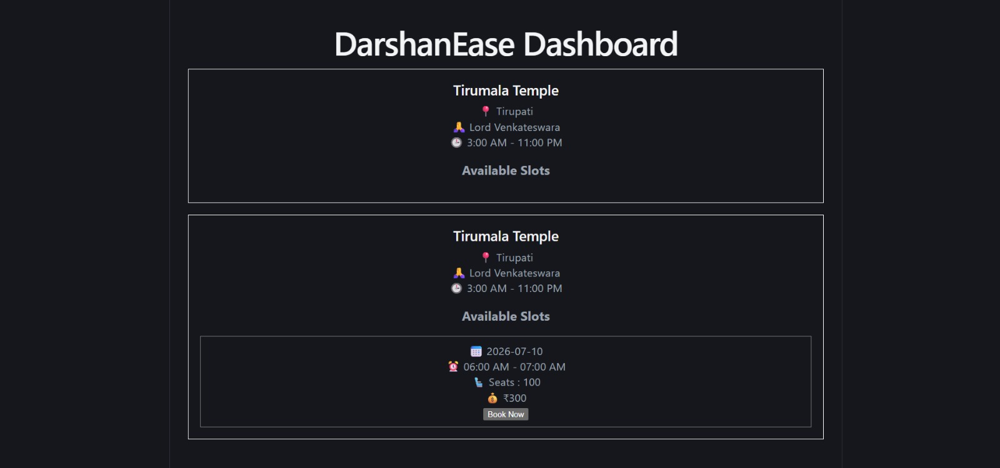 DarshanEase Dashboard
Tirumala Temple
📍 Tirupati
🙏 Lord Venkateswara
🕒 3:00 AM - 11:00 PM
Available Slots
Tirumala Temple
📍 Tirupati
🙏 Lord Venkateswara
🕒 3:00 AM - 11:00 PM
Available Slots
📅 2026-07-10
⏰ 06:00 AM - 07:00 AM
💺 Seats : 100
💰 ₹300
Book Now